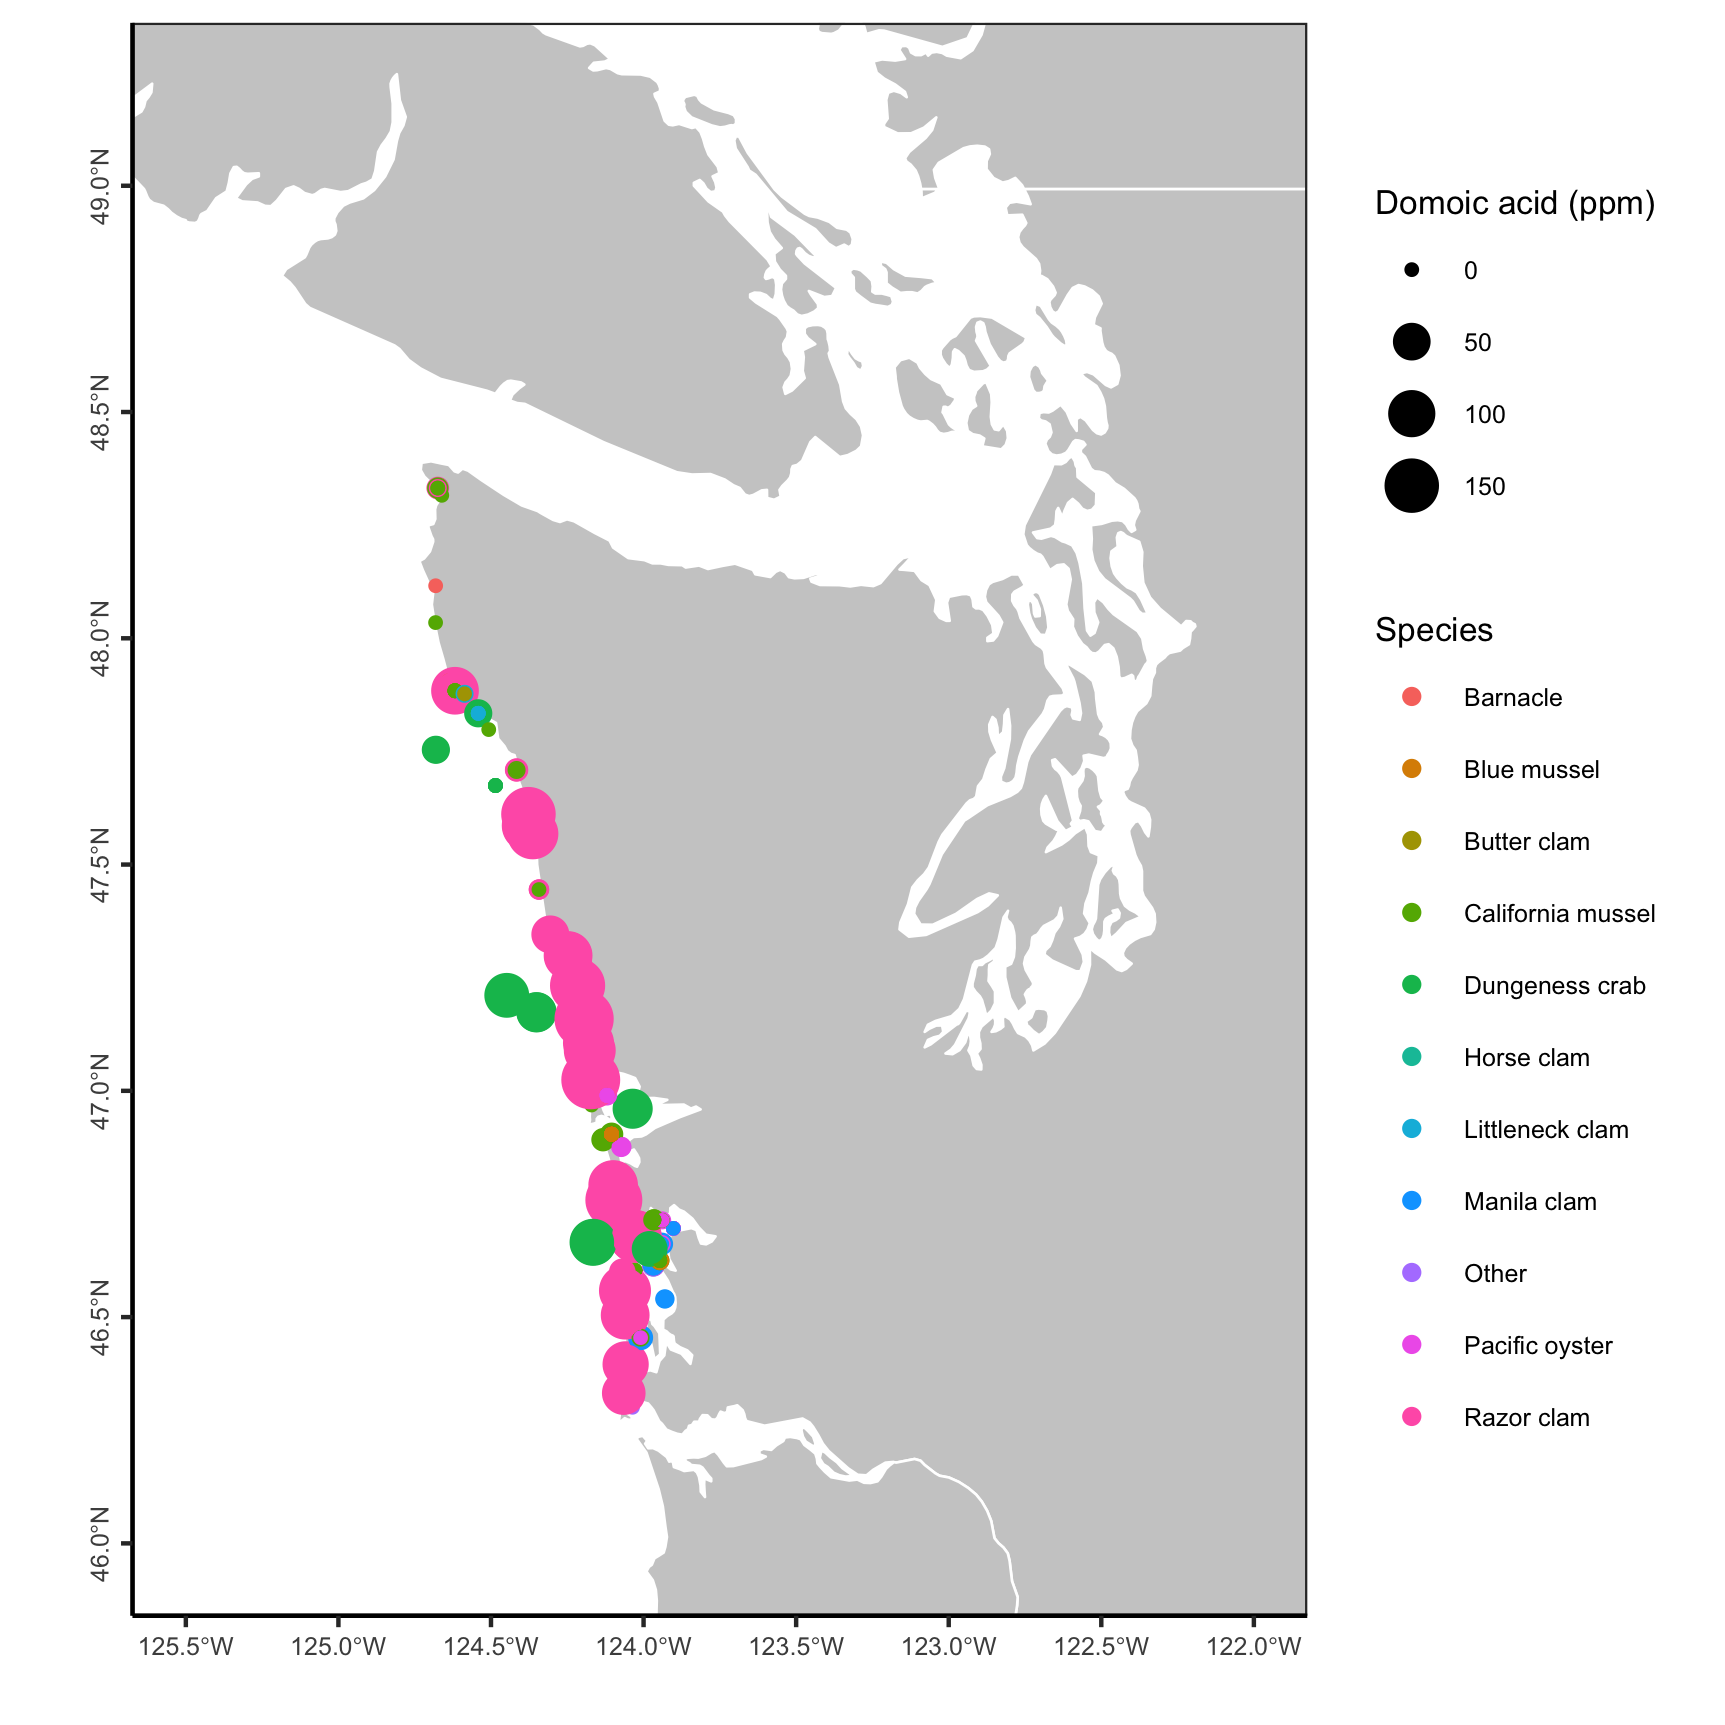 49.0°N
48.5°N
48.0°N
47.5°N
47.0°N
46.5°N
46.0°N
125.5°W 125.0°W 124.5°W 124.0°W 123.5°W 123.0°W 122.5°W 122.0°W
Domoic acid (ppm)
0
50
100
150
Species
Barnacle
Blue mussel
Butter clam
California mussel
Dungeness crab
Horse clam
Littleneck clam
Manila clam
Other
Pacific oyster
Razor clam